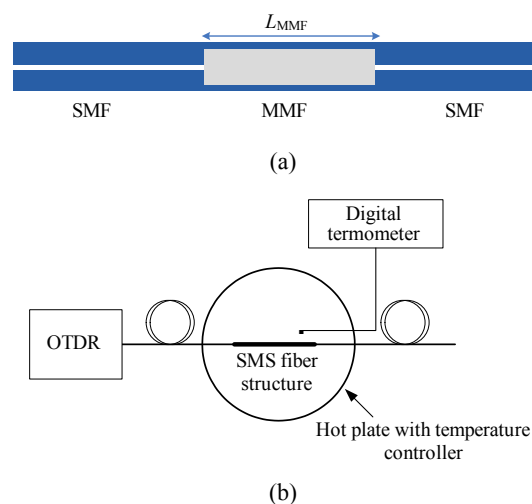 L_MMF
SMF MMF SMF
(a)
Digital
termometer
OTDR
SMS fiber
structure
Hot plate with temperature
controller
(b)